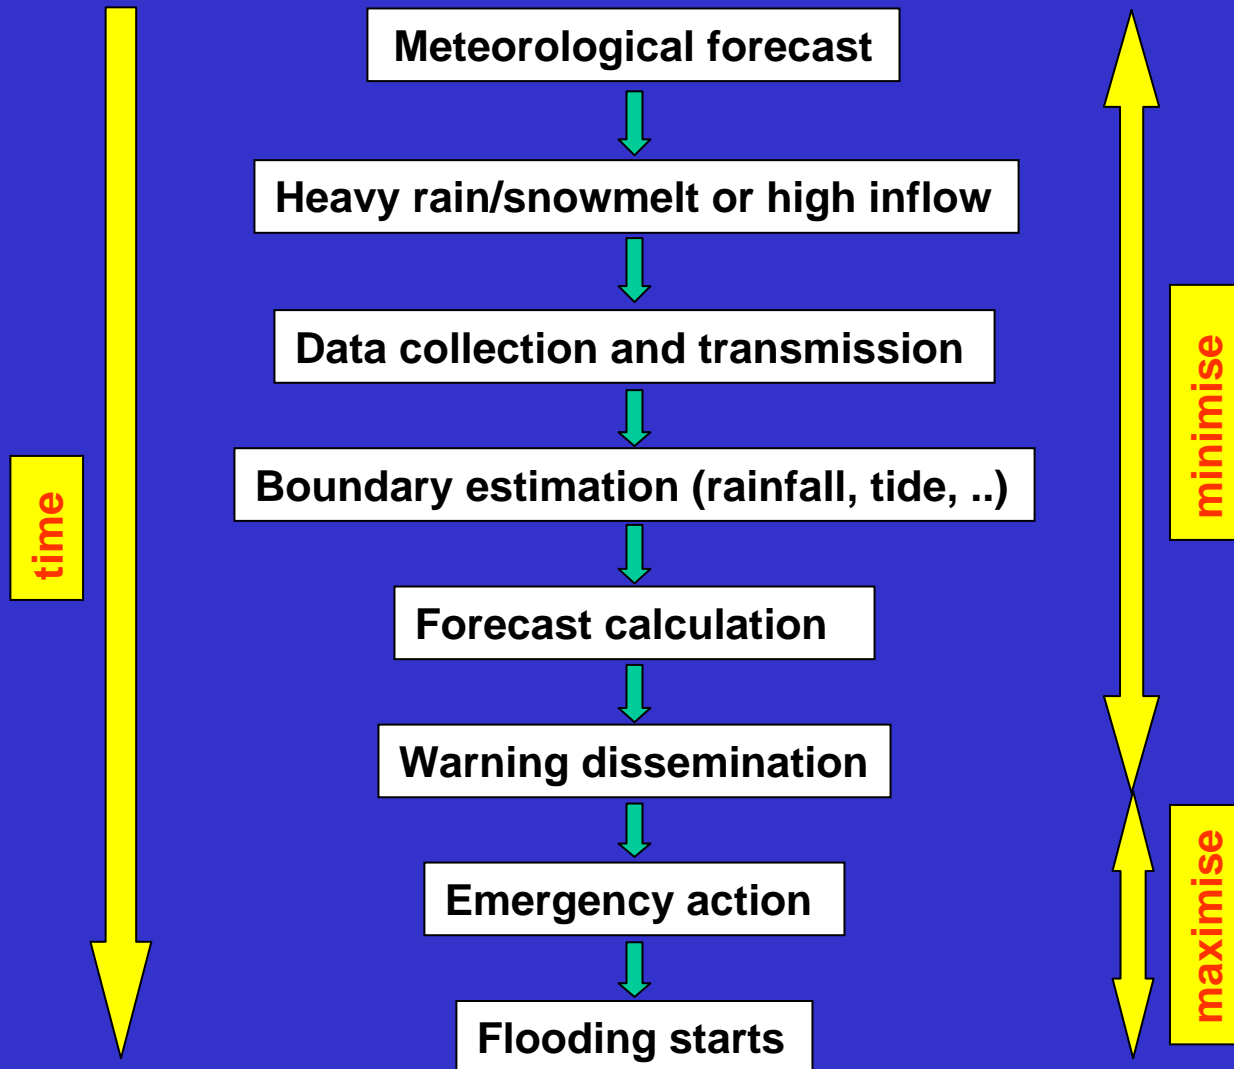 Meteorological forecast
Heavy rain/snowmelt or high inflow
Data collection and transmission
Boundary estimation (rainfall, tide, ..)
Forecast calculation
Warning dissemination
Emergency action
Flooding starts
time
minimise
maximise